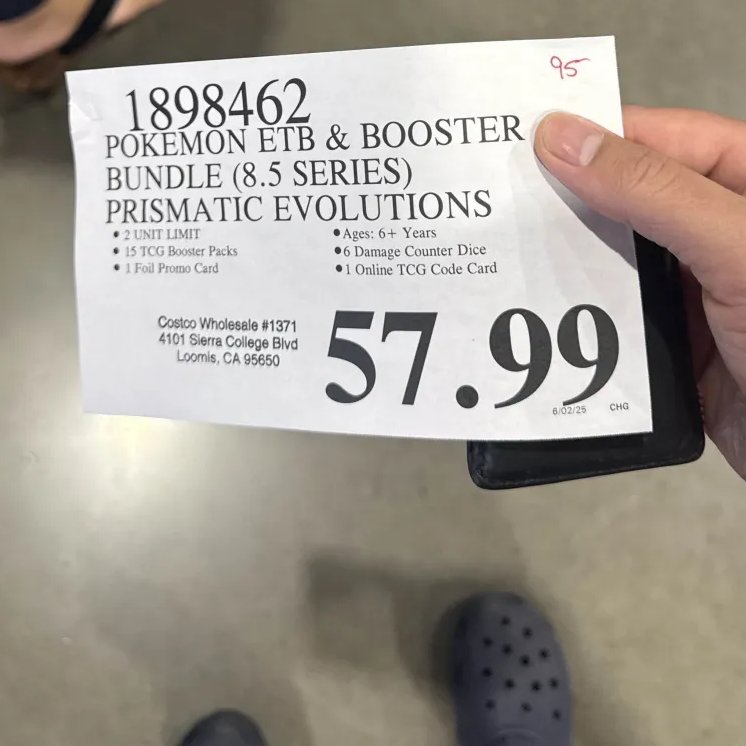 95
1898462
POKEMON ETB & BOOSTER
BUNDLE (8.5 SERIES)
PRISMATIC EVOLUTIONS
• 2 UNIT LIMIT
• 15 TCG Booster Packs
• 1 Foil Promo Card
• Ages: 6+ Years
• 6 Damage Counter Dice
• 1 Online TCG Code Card
Costco Wholesale #1371
4101 Sierra College Blvd
Loomis, CA 95650
57.99
6/02/25 CHG